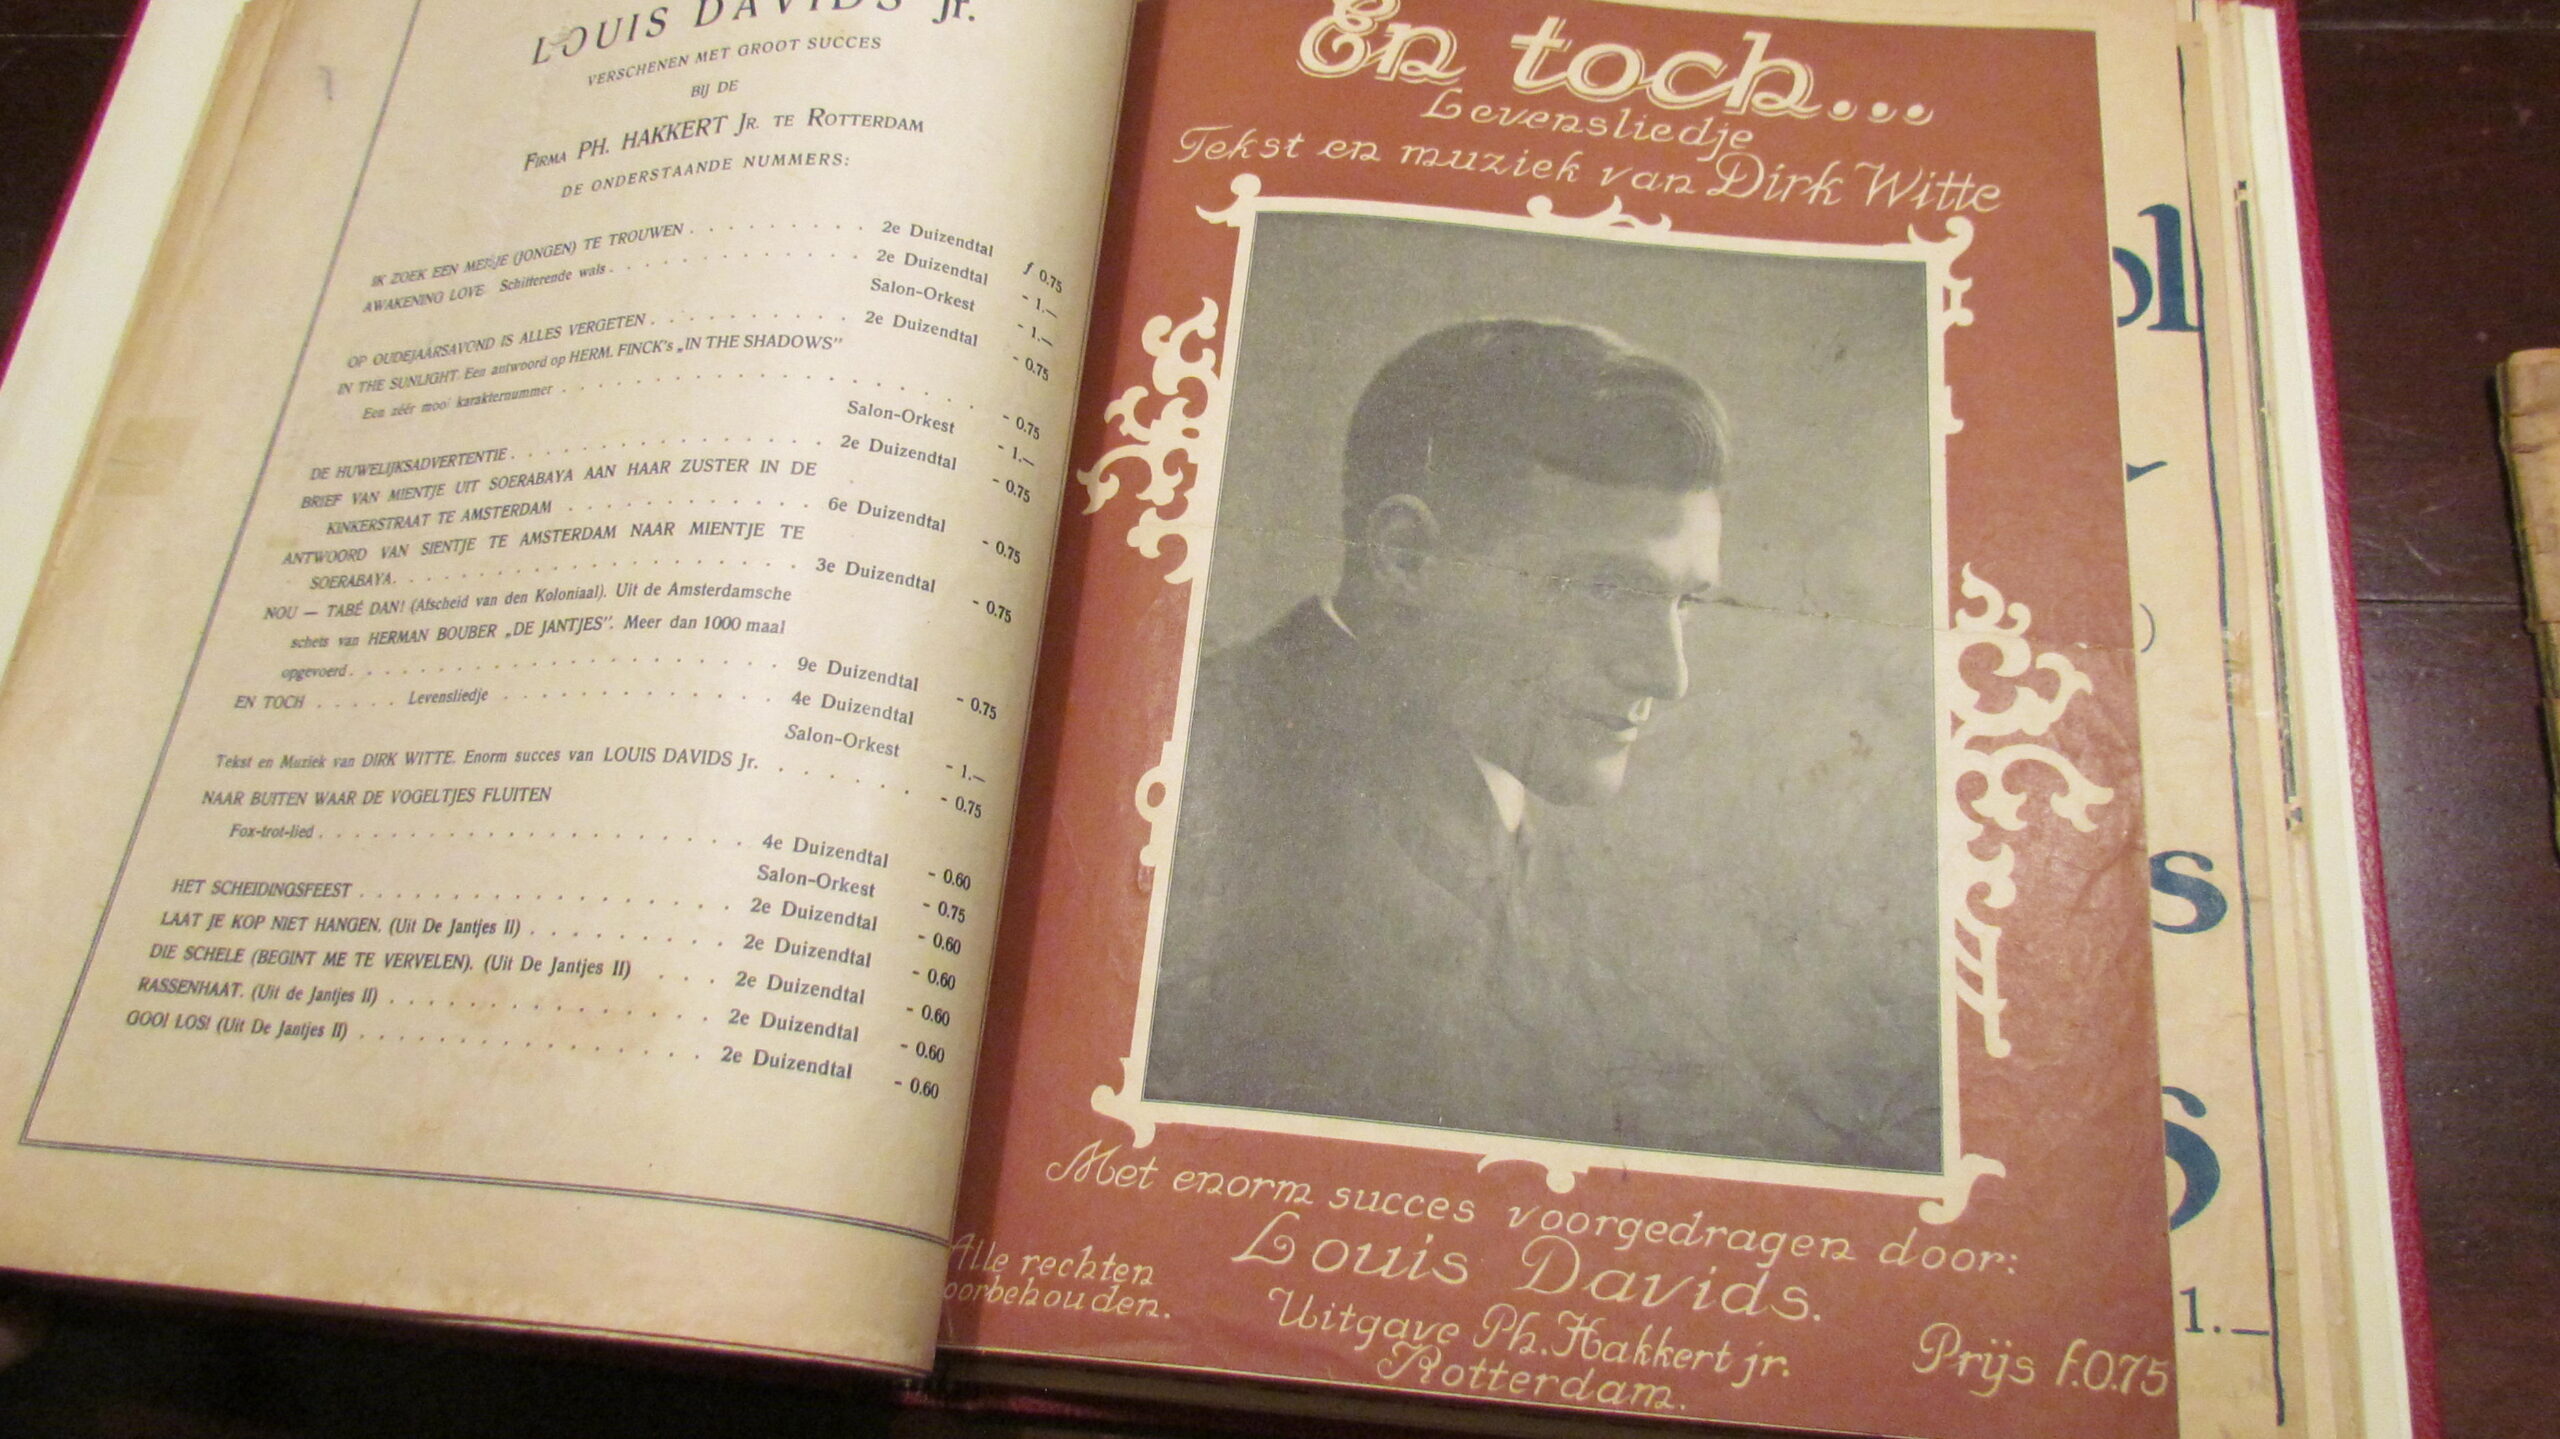 LOUIS DAVIDS Jr.
VERSCHENEN MET GROOT SUCCES
BIJ DE
FIRMA PH. HAKKERT JR. TE ROTTERDAM
DE ONDERSTAANDE NUMMERS:
IK ZOEK EEN MEISJE (JONGEN) TE TROUWEN . . . . . . . . . 2e Duizendtal f 0.75
AWAKENING LOVE Schitterende wals . . . . . . . . . . . . . 2e Duizendtal - 1.—
Salon-Orkest - 1.—
OP OUDEJAARSAVOND IS ALLES VERGETEN . . . . . . . . . . 2e Duizendtal - 0.75
IN THE SUNLIGHT. Een antwoord op HERM. FINCK's „IN THE SHADOWS"
Een zéér mooi karakternummer . . . . . . . . . . . . . . . . - 0.75
Salon-Orkest - 1.—
DE HUWELIJKSADVERTENTIE . . . . . . . . . . . . . . . 2e Duizendtal - 0.75
BRIEF VAN MIENTJE UIT SOERABAYA AAN HAAR ZUSTER IN DE
KINKERSTRAAT TE AMSTERDAM . . . . . . . . . . . . 6e Duizendtal - 0.75
ANTWOORD VAN SIENTJE TE AMSTERDAM NAAR MIENTJE TE
SOERABAYA. . . . . . . . . . . . . . . . . . . . . 3e Duizendtal - 0.75
NOU — TABÉ DAN! (Afscheid van den Koloniaal). Uit de Amsterdamsche
schets van HERMAN BOUBER „DE JANTJES". Meer dan 1000 maal
opgevoerd . . . . . . . . . . . . . . . . . . . . . 9e Duizendtal - 0.75
EN TOCH . . . . . Levensliedje . . . . . . . . . . . . . 4e Duizendtal
Salon-Orkest - 1.—
Tekst en Muziek van DIRK WITTE. Enorm succes van LOUIS DAVIDS Jr. . . . . . - 0.75
NAAR BUITEN WAAR DE VOGELTJES FLUITEN
Fox-trot-lied . . . . . . . . . . . . . . . . . . . . 4e Duizendtal - 0.60
Salon-Orkest - 0.75
HET SCHEIDINGSFEEST . . . . . . . . . . . . . . . . . . 2e Duizendtal - 0.60
LAAT JE KOP NIET HANGEN. (Uit De Jantjes II) . . . . . . . . . 2e Duizendtal - 0.60
DIE SCHELE (BEGINT ME TE VERVELEN). (Uit De Jantjes II) . . . 2e Duizendtal - 0.60
RASSENHAAT. (Uit de Jantjes II) . . . . . . . . . . . . . . . 2e Duizendtal - 0.60
GOOI LOS! (Uit De Jantjes II) . . . . . . . . . . . . . . . . 2e Duizendtal - 0.60
En toch...
Levensliedje
Tekst en muziek van Dirk Witte
Met enorm succes voorgedragen door:
Louis Davids.
Alle rechten
oorbehouden.
Uitgave Ph. Hakkert jr.
Rotterdam.
Prijs f.0.75
ol
s
s
1.—